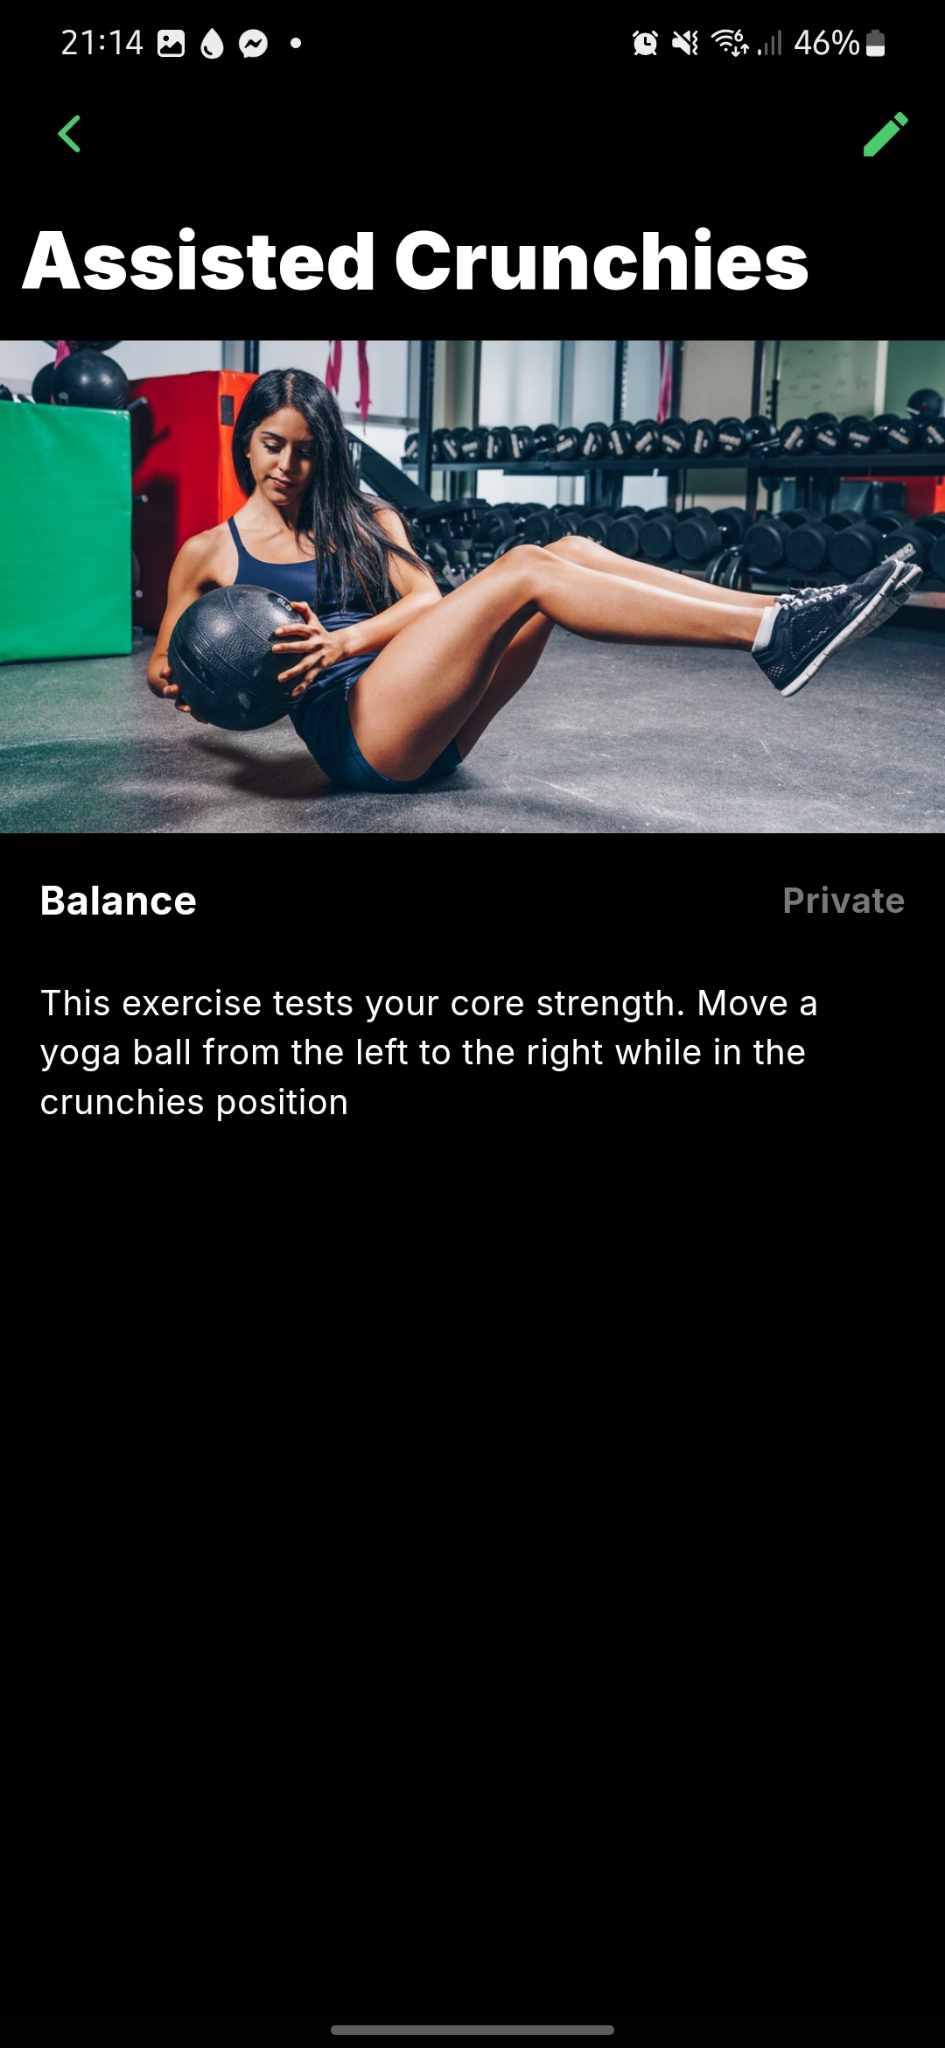 21:14
46%
Assisted Crunchies
Balance
Private
This exercise tests your core strength. Move a
yoga ball from the left to the right while in the
crunchies position